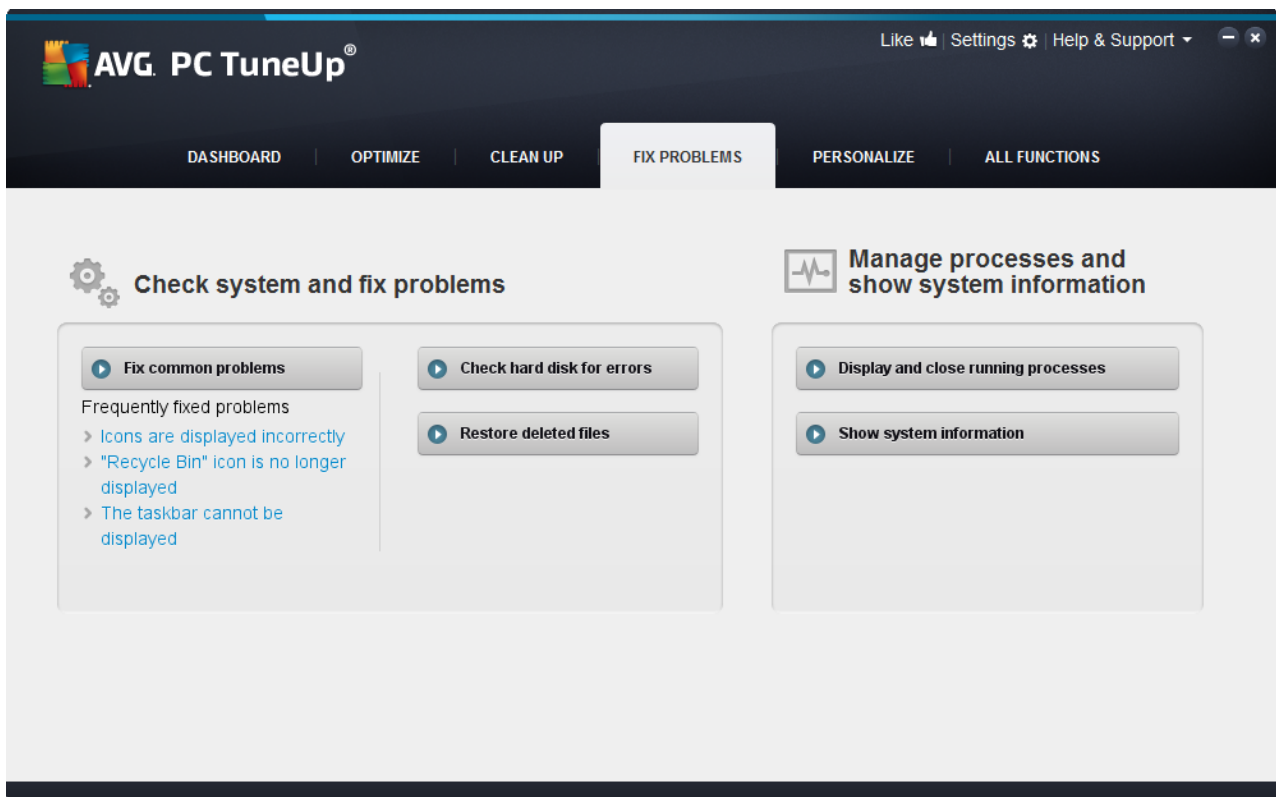 Like | Settings | Help & Support
AVG. PC TuneUp®
DASHBOARD
OPTIMIZE
CLEAN UP
FIX PROBLEMS
PERSONALIZE
ALL FUNCTIONS
Check system and fix problems
Fix common problems
Frequently fixed problems
Icons are displayed incorrectly
"Recycle Bin" icon is no longer
displayed
The taskbar cannot be
displayed
Check hard disk for errors
Restore deleted files
Manage processes and
show system information
Display and close running processes
Show system information